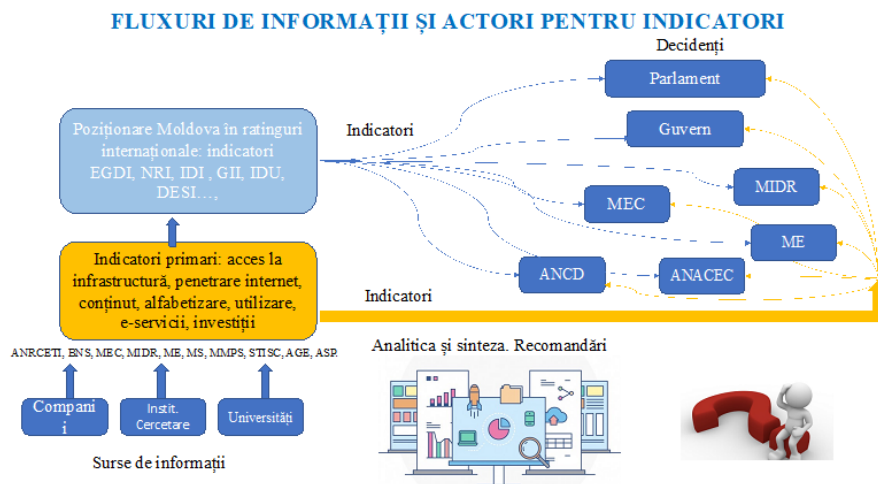 FLUXURI DE INFORMAȚII ȘI ACTORI PENTRU INDICATORI
Decidenți
Parlament
Poziționare Moldova în ratinguri
internaționale: indicatori
EGDI, NRI, IDI , GII, IDU,
DESI…,
Indicatori
Guvern
MIDR
MEC
ME
ANCD
ANACEC
Indicatori primari: acces la
infrastructură, penetrare internet,
conținut, alfabetizare, utilizare,
e-servicii, investiții
Indicatori
ANRCETI, ENS, MEC, MIDR, ME, MS, MMPS, STISC, AGE, ASP.
Analitica și sinteza. Recomandări
Compani
i
Instit.
Cercetare
Universități
Surse de informații